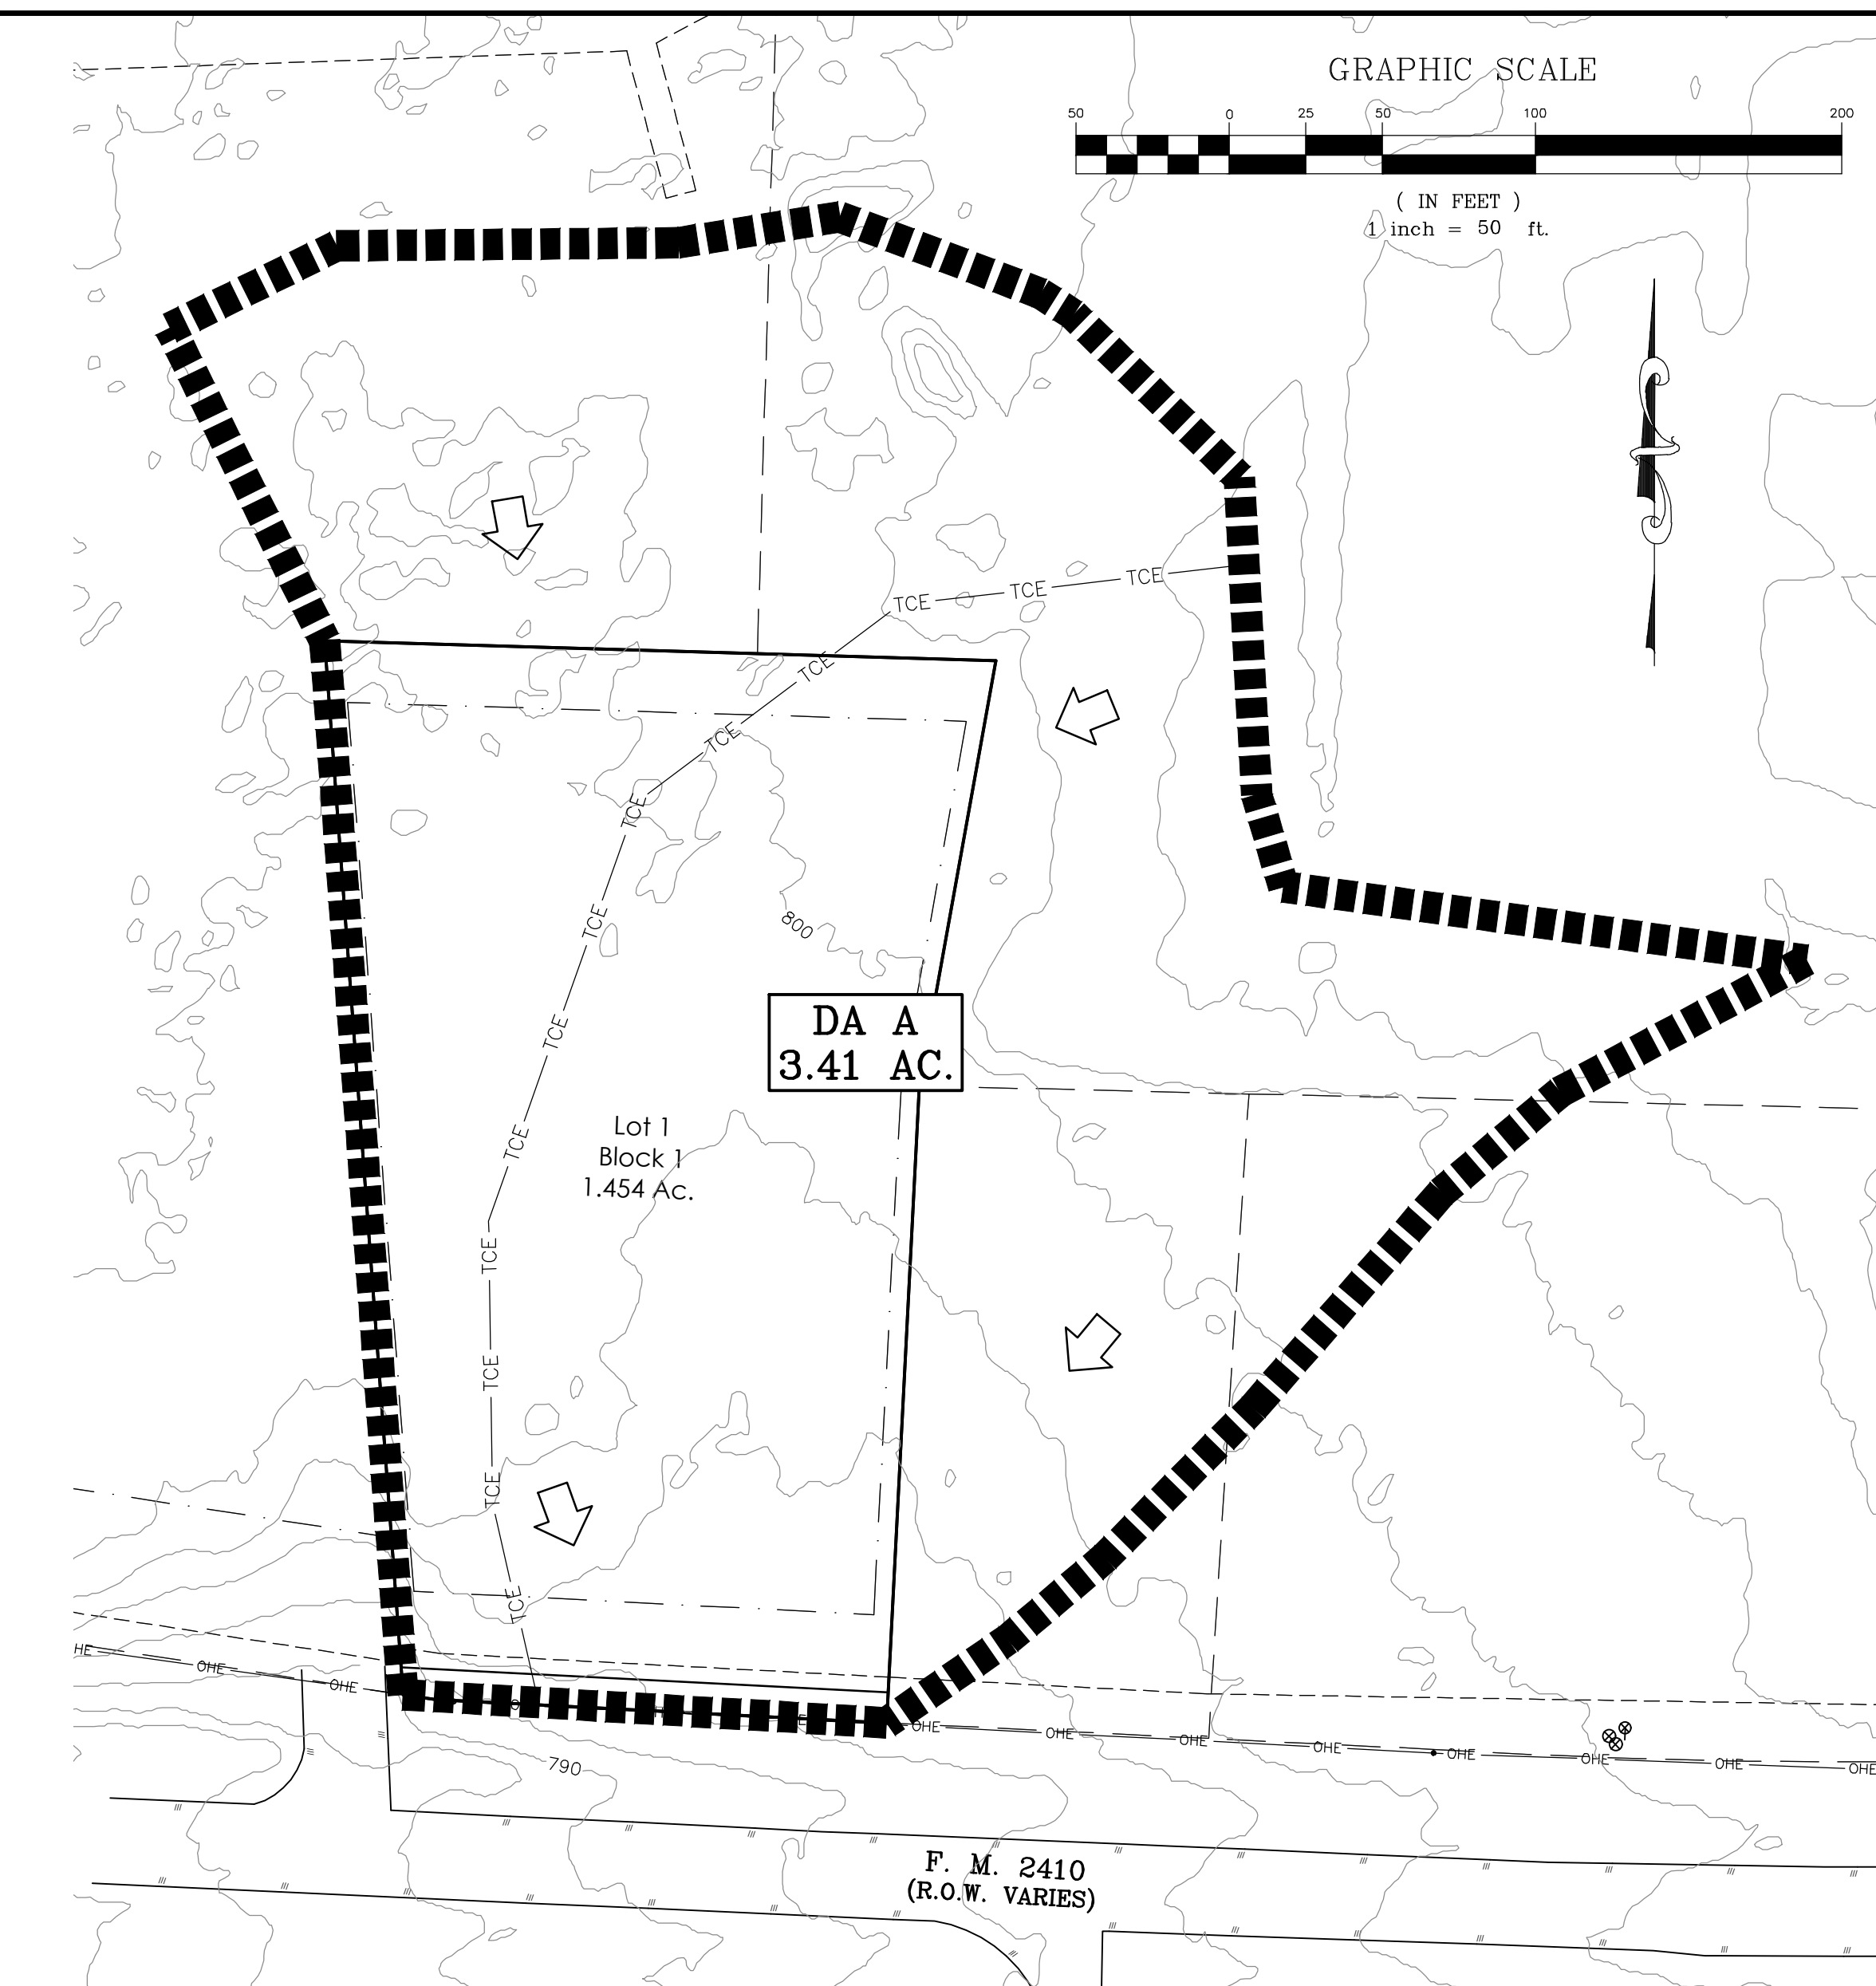 GRAPHIC SCALE
50 0 25 50 100 200
( IN FEET )
1 inch = 50 ft.
TCE TCE TCE
TCE
TCE
TCE
TCE
800
DA A
3.41 AC.
TCE
Lot 1
Block 1
1.454 Ac.
TCE
TCE
TCE
TCE
TCE
HE OHE OHE
OHE OHE OHE OHE OHE OHE OHE OHE
790
F. M. 2410
(R.O.W. VARIES)